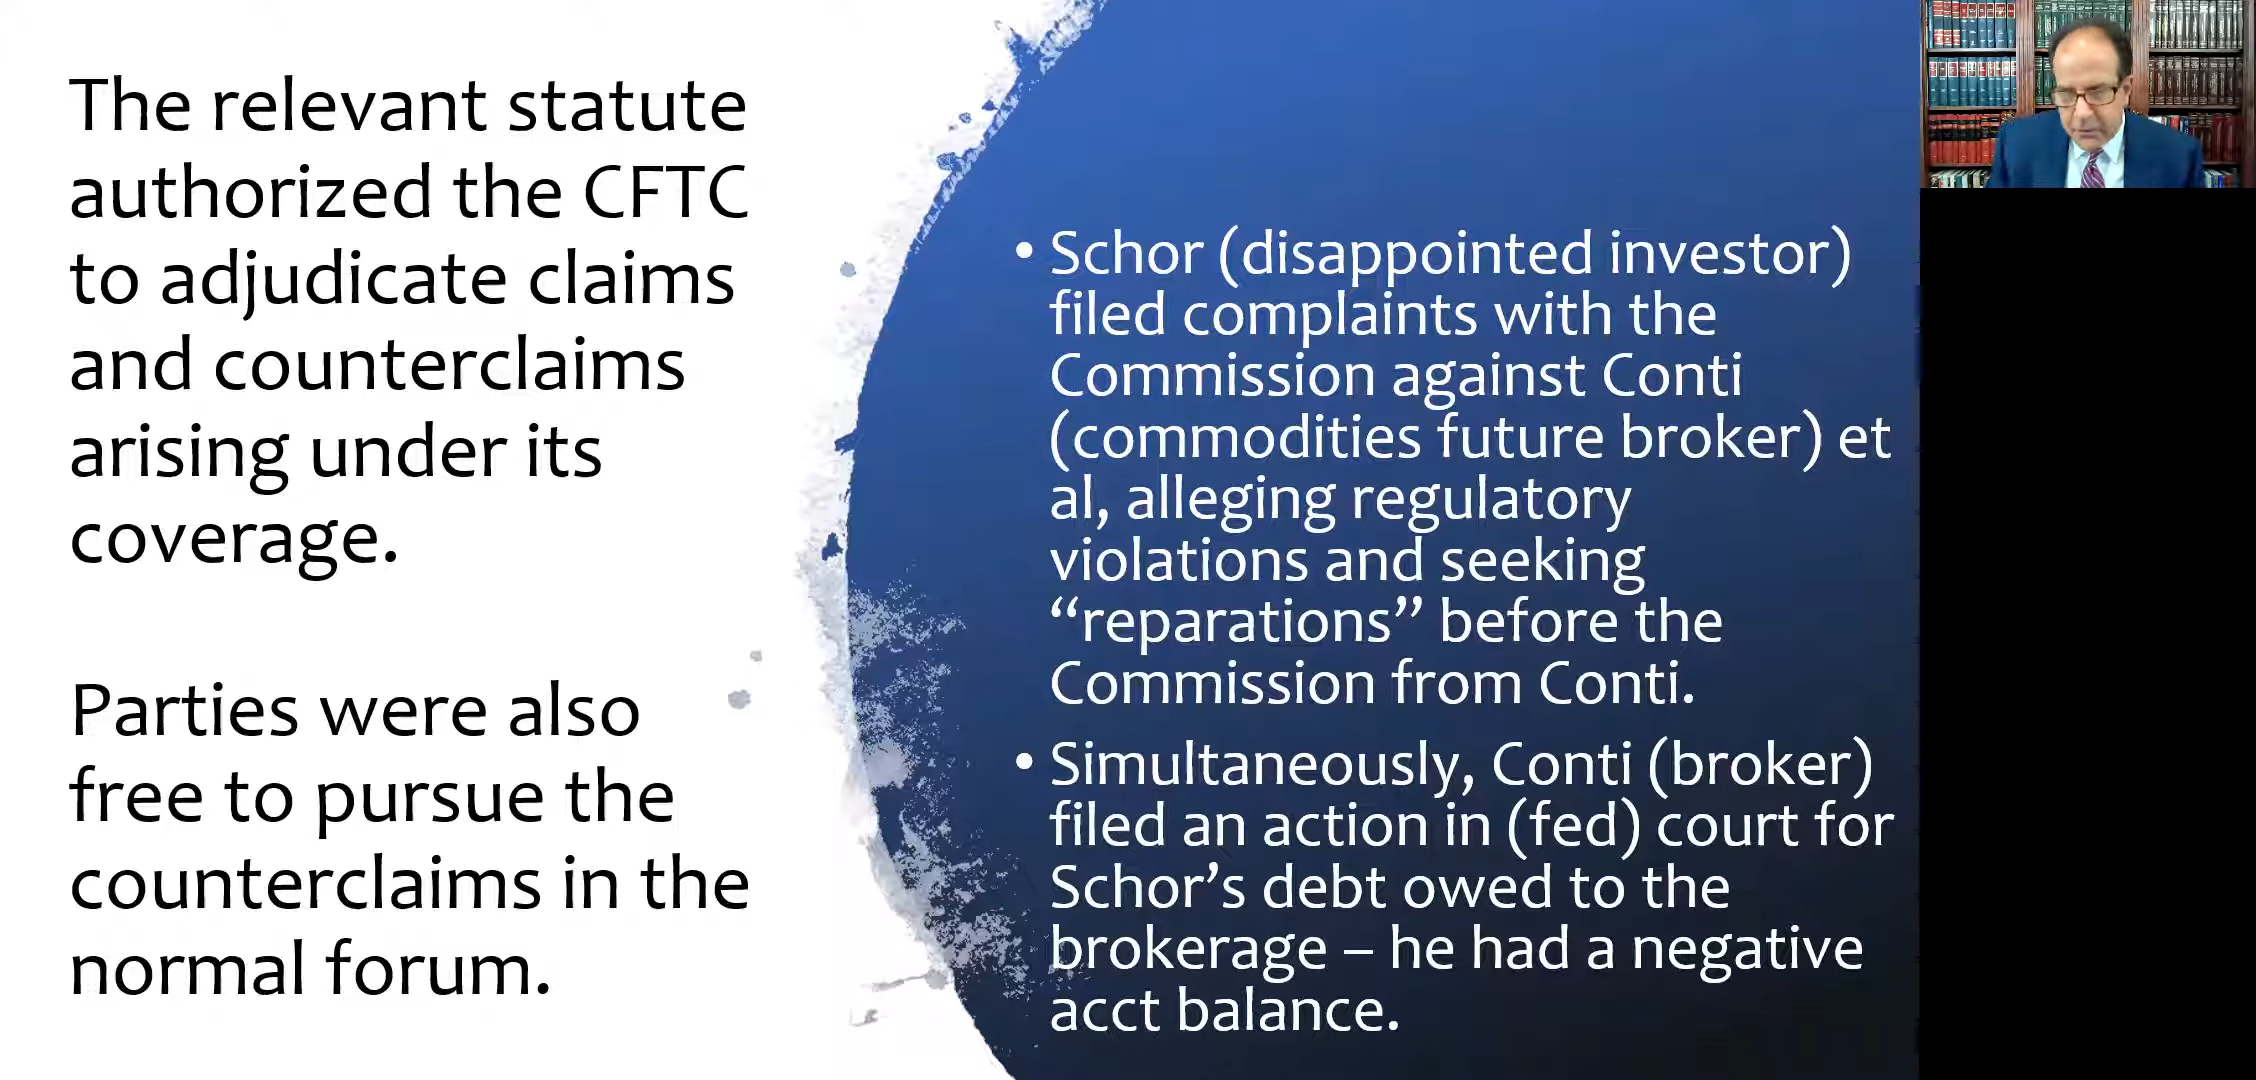 The relevant statute
authorized the CFTC
to adjudicate claims
and counterclaims
arising under its
coverage.
Parties were also
free to pursue the
counterclaims in the
normal forum.
• Schor (disappointed investor)
filed complaints with the
Commission against Conti
(commodities future broker) et
al, alleging regulatory
violations and seeking
“reparations” before the
Commission from Conti.
• Simultaneously, Conti (broker)
filed an action in (fed) court for
Schor’s debt owed to the
brokerage – he had a negative
acct balance.